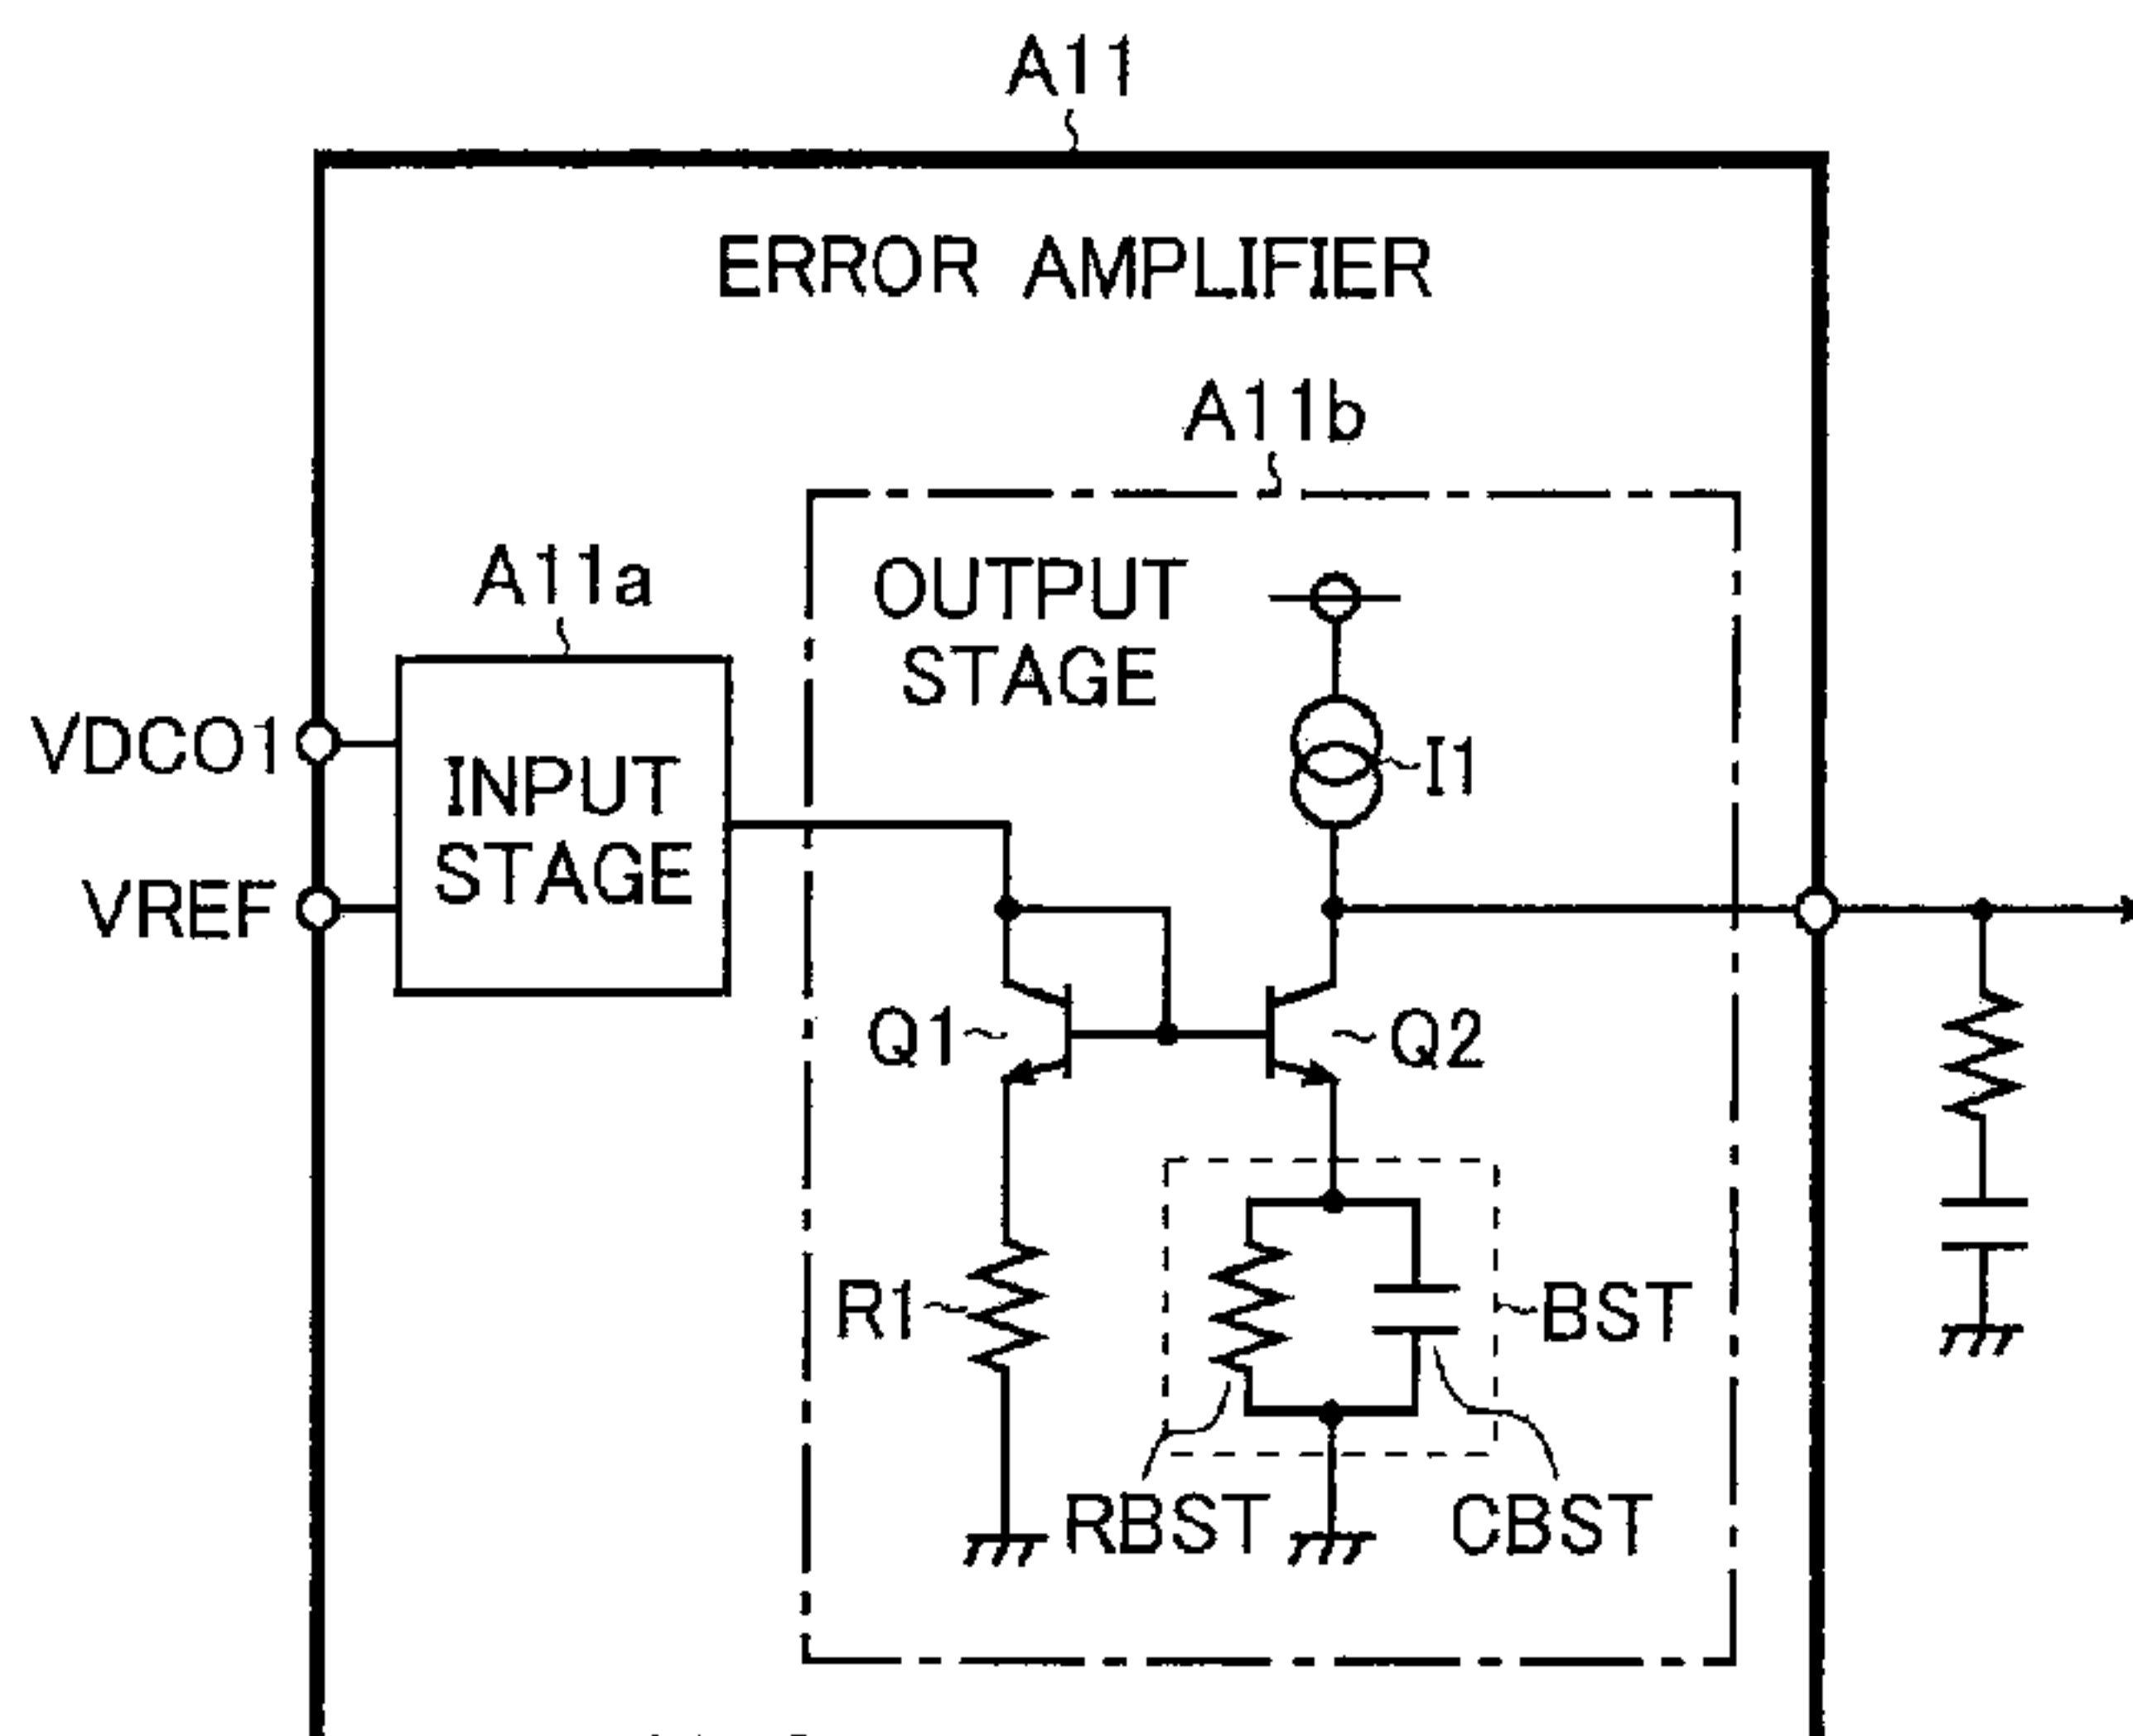 A11
ERROR AMPLIFIER
A11b
A11a
OUTPUT
STAGE
VDCO1
INPUT
STAGE
I1
VREF
Q1
Q2
R1
BST
RBST
CBST